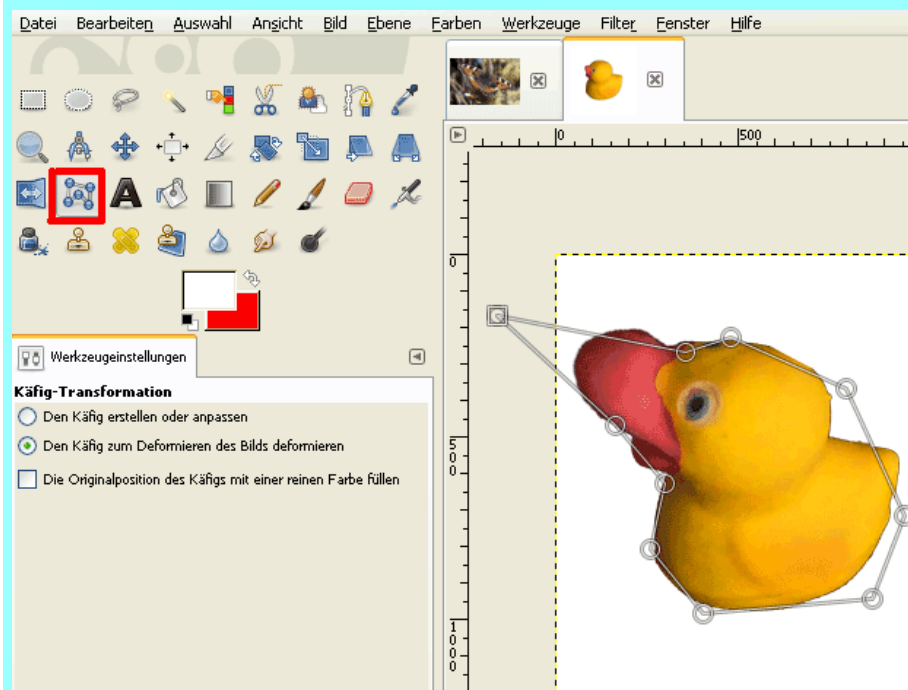 Datei Bearbeiten Auswahl Ansicht Bild Ebene Farben Werkzeuge Filter Fenster Hilfe
0 500
0
Werkzeugeinstellungen
Käfig-Transformation
Den Käfig erstellen oder anpassen
Den Käfig zum Deformieren des Bilds deformieren
500
Die Originalposition des Käfigs mit einer reinen Farbe füllen
1000